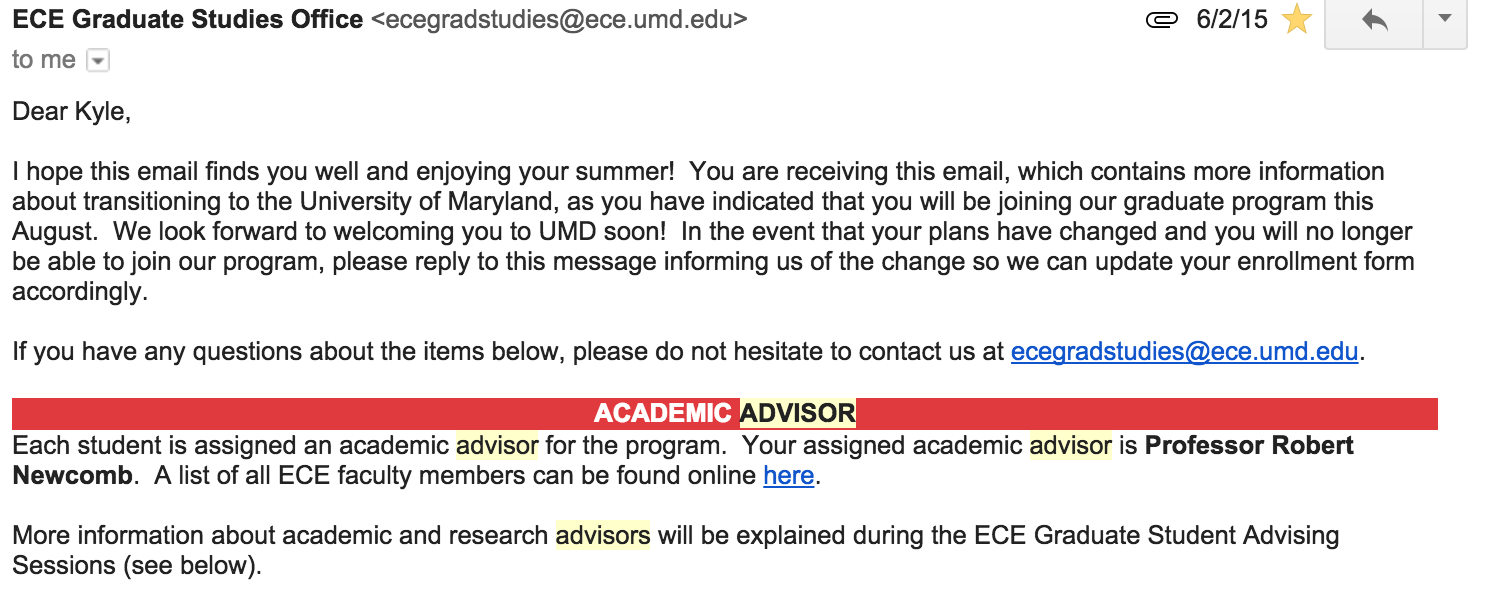 ECE Graduate Studies Office <ecegradstudies@ece.umd.edu> 6/2/15
to me
Dear Kyle,
I hope this email finds you well and enjoying your summer!  You are receiving this email, which contains more information
about transitioning to the University of Maryland, as you have indicated that you will be joining our graduate program this
August.  We look forward to welcoming you to UMD soon!  In the event that your plans have changed and you will no longer
be able to join our program, please reply to this message informing us of the change so we can update your enrollment form
accordingly.
If you have any questions about the items below, please do not hesitate to contact us at ecegradstudies@ece.umd.edu.
ACADEMIC ADVISOR
Each student is assigned an academic advisor for the program.  Your assigned academic advisor is Professor Robert
Newcomb.  A list of all ECE faculty members can be found online here.
More information about academic and research advisors will be explained during the ECE Graduate Student Advising
Sessions (see below).